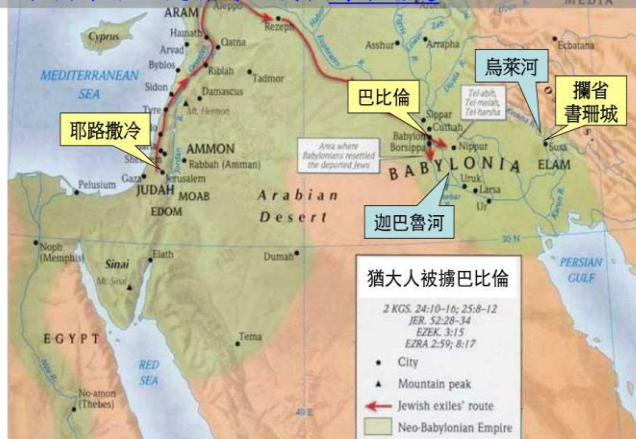 MEDIA
ARAM
Aleppo
Rezeph
Cyprus
Hamath
Arvad
Qatna
Asshur
Arrapha
Ecbatana
Byblos
Riblah
Tadmor
MEDITERRANEAN
SEA
Sidon
Damascus
Mt. Hermon
Tyre
烏萊河
攔省
書珊城
巴比倫
Tel-abib,
Tel-melah,
Tel-harsha
Sippar
Cuthah
Babylon
Borsippa
Nippur
Susa
ELAM
耶路撒冷
Area where
Babylonians resettled
the deported Jews
BABYLONIA
AMMON
Rabbah (Amman)
Jordan R.
Jerusalem
Gaza
JUDAH
MOAB
EDOM
Pelusium
Arabian
Desert
Uruk
Larsa
Ur
迦巴魯河
30 N
Noph
(Memphis)
Sinai
Mt. Sinai
Elath
Dumah
PERSIAN
GULF
EGYPT
Nile R.
RED
SEA
Tema
No-amon
(Thebes)
猶大人被擄巴比倫
2 KGS. 24:10–16; 25:8–12
JER. 52:28–34
EZEK. 3:15
EZRA 2:59; 8:17
City
Mountain peak
Jewish exiles' route
Neo-Babylonian Empire